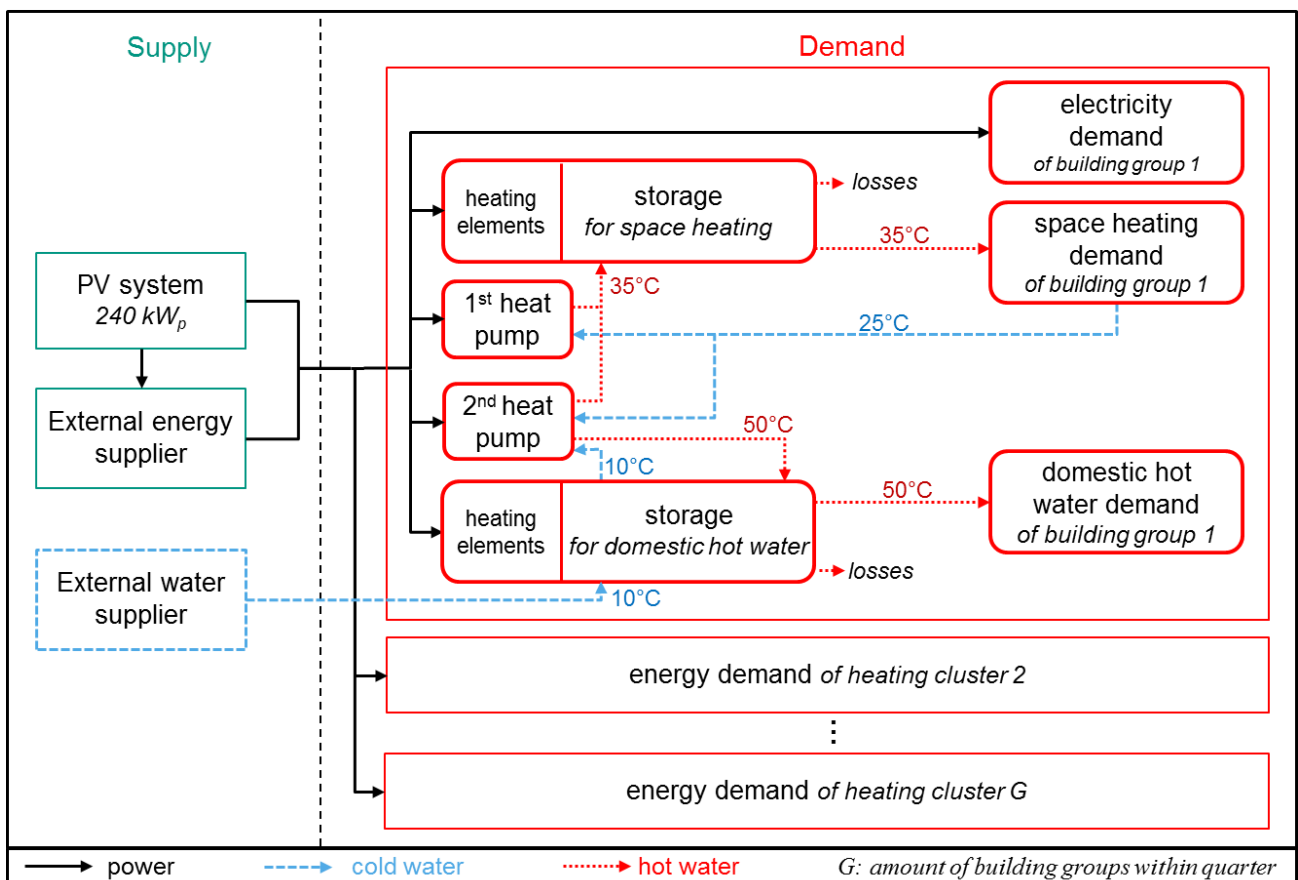 Supply
Demand
PV system
240 kWp
External energy
supplier
External water
supplier
electricity
demand
of building group 1
heating
elements
storage
for space heating
losses
35°C
space heating
demand
of building group 1
35°C
1st heat
pump
25°C
2nd heat
pump
50°C
10°C
heating
elements
storage
for domestic hot water
50°C
domestic hot
water demand
of building group 1
losses
10°C
energy demand of heating cluster 2
⋮
energy demand of heating cluster G
power
cold water
hot water
G: amount of building groups within quarter